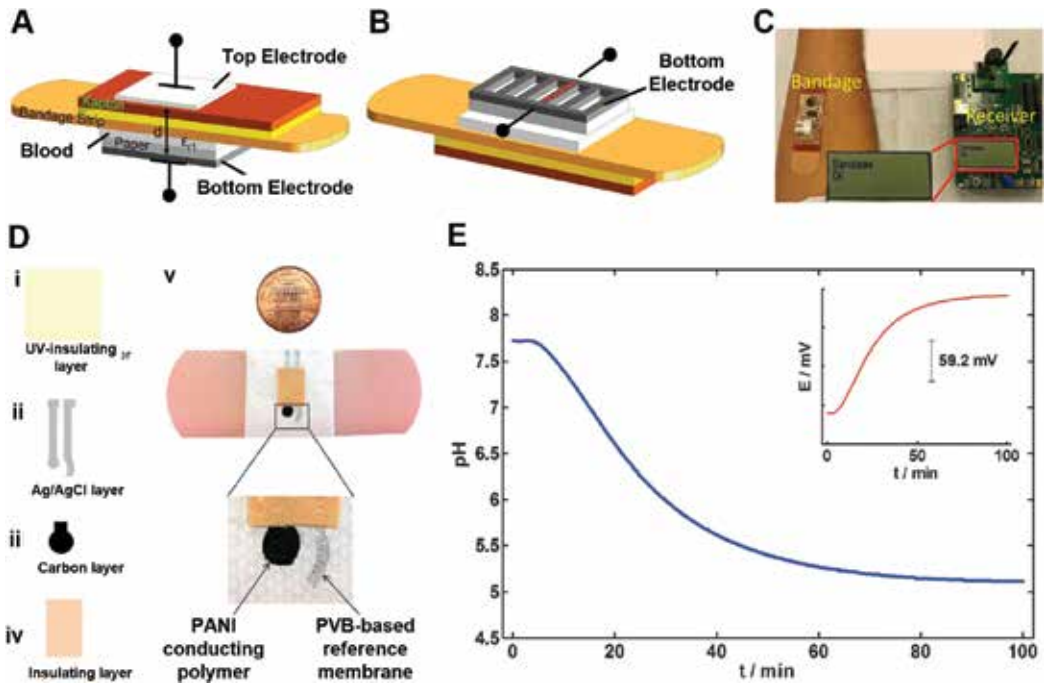 A
Top Electrode
Kapton
Bandage Strip
d
ε
Paper
Blood
Bottom Electrode
B
Bottom
Electrode
C
Bandage
Receiver
Bandage
D
i
UV-insulating
layer
ii
Ag/AgCl layer
ii
Carbon layer
iv
Insulating layer
v
PANI
conducting
polymer
PVB-based
reference
membrane
E
8.5
8
7.5
7
6.5
6
5.5
5
4.5
pH
0
20
40
60
80
100
t / min
E / mV
59.2 mV
0
50
100
t / min